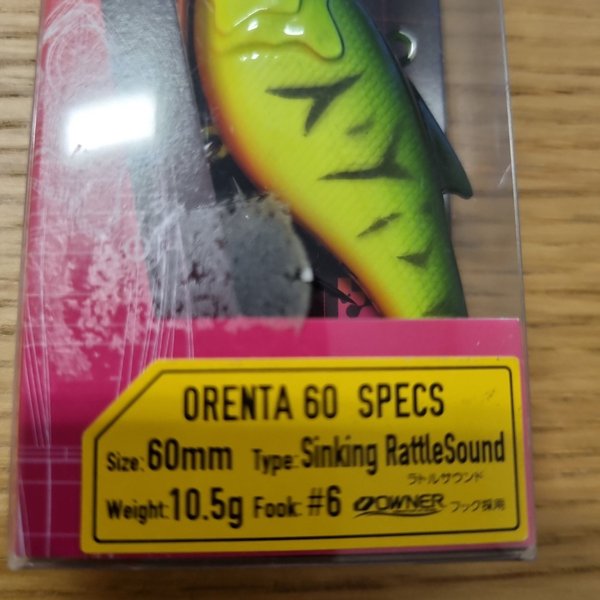 ORENTA 60 SPECS
Size: 60mm Type: Sinking RattleSound
ラトルサウンド
Weight: 10.5g Fook: #6 OWNER フック採用